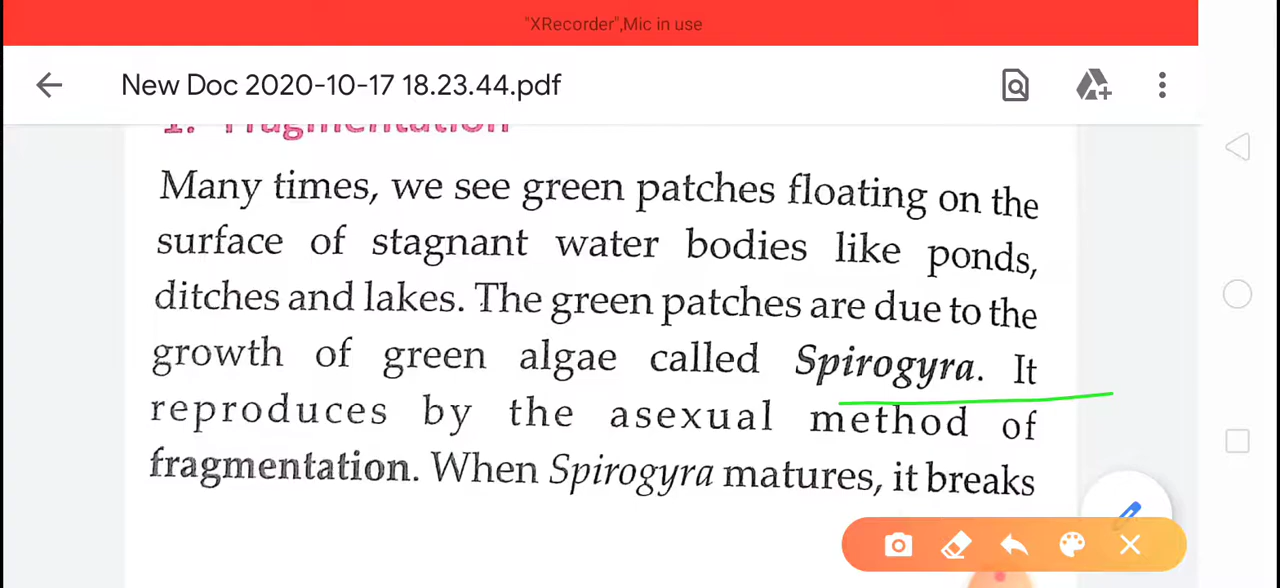 "XRecorder",Mic in use
New Doc 2020-10-17 18.23.44.pdf
1. Fragmentation
Many times, we see green patches floating on the
surface of stagnant water bodies like ponds,
ditches and lakes. The green patches are due to the
growth of green algae called Spirogyra. It
reproduces by the asexual method of
fragmentation. When Spirogyra matures, it breaks